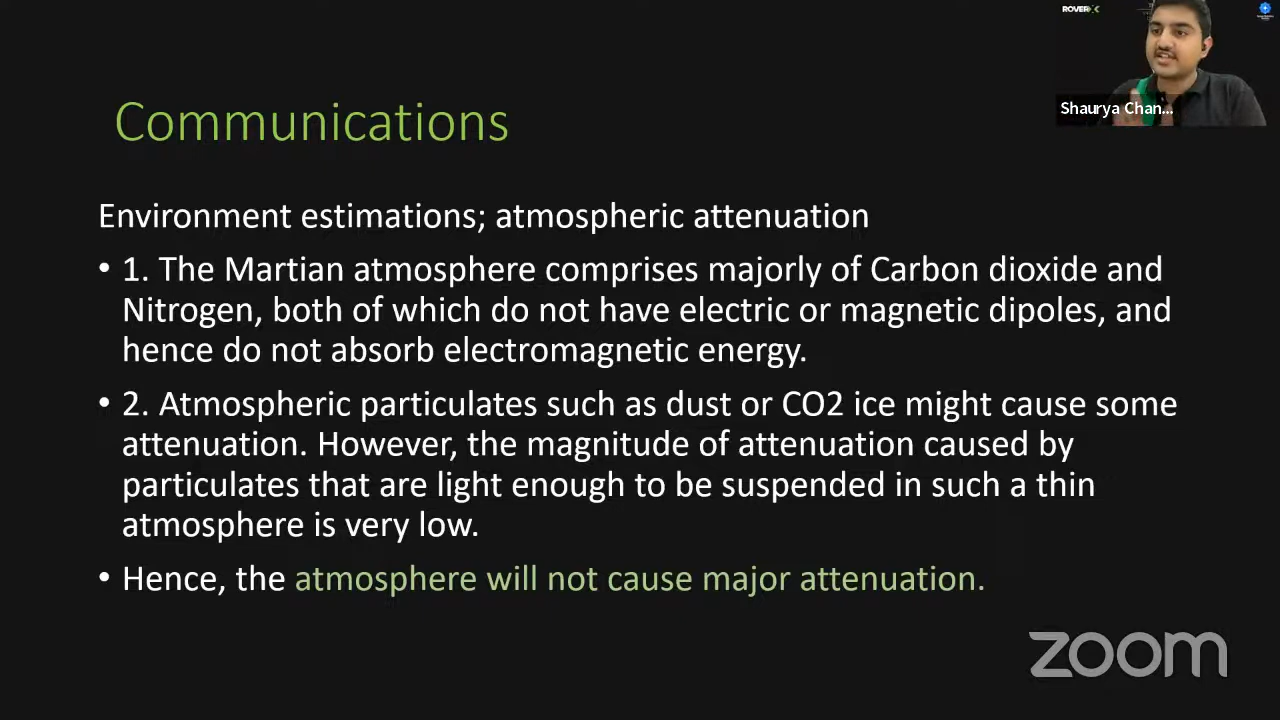 ROVER X
Shaurya Chan...
Communications
Environment estimations; atmospheric attenuation
• 1. The Martian atmosphere comprises majorly of Carbon dioxide and
Nitrogen, both of which do not have electric or magnetic dipoles, and
hence do not absorb electromagnetic energy.
• 2. Atmospheric particulates such as dust or CO2 ice might cause some
attenuation. However, the magnitude of attenuation caused by
particulates that are light enough to be suspended in such a thin
atmosphere is very low.
• Hence, the atmosphere will not cause major attenuation.
zoom